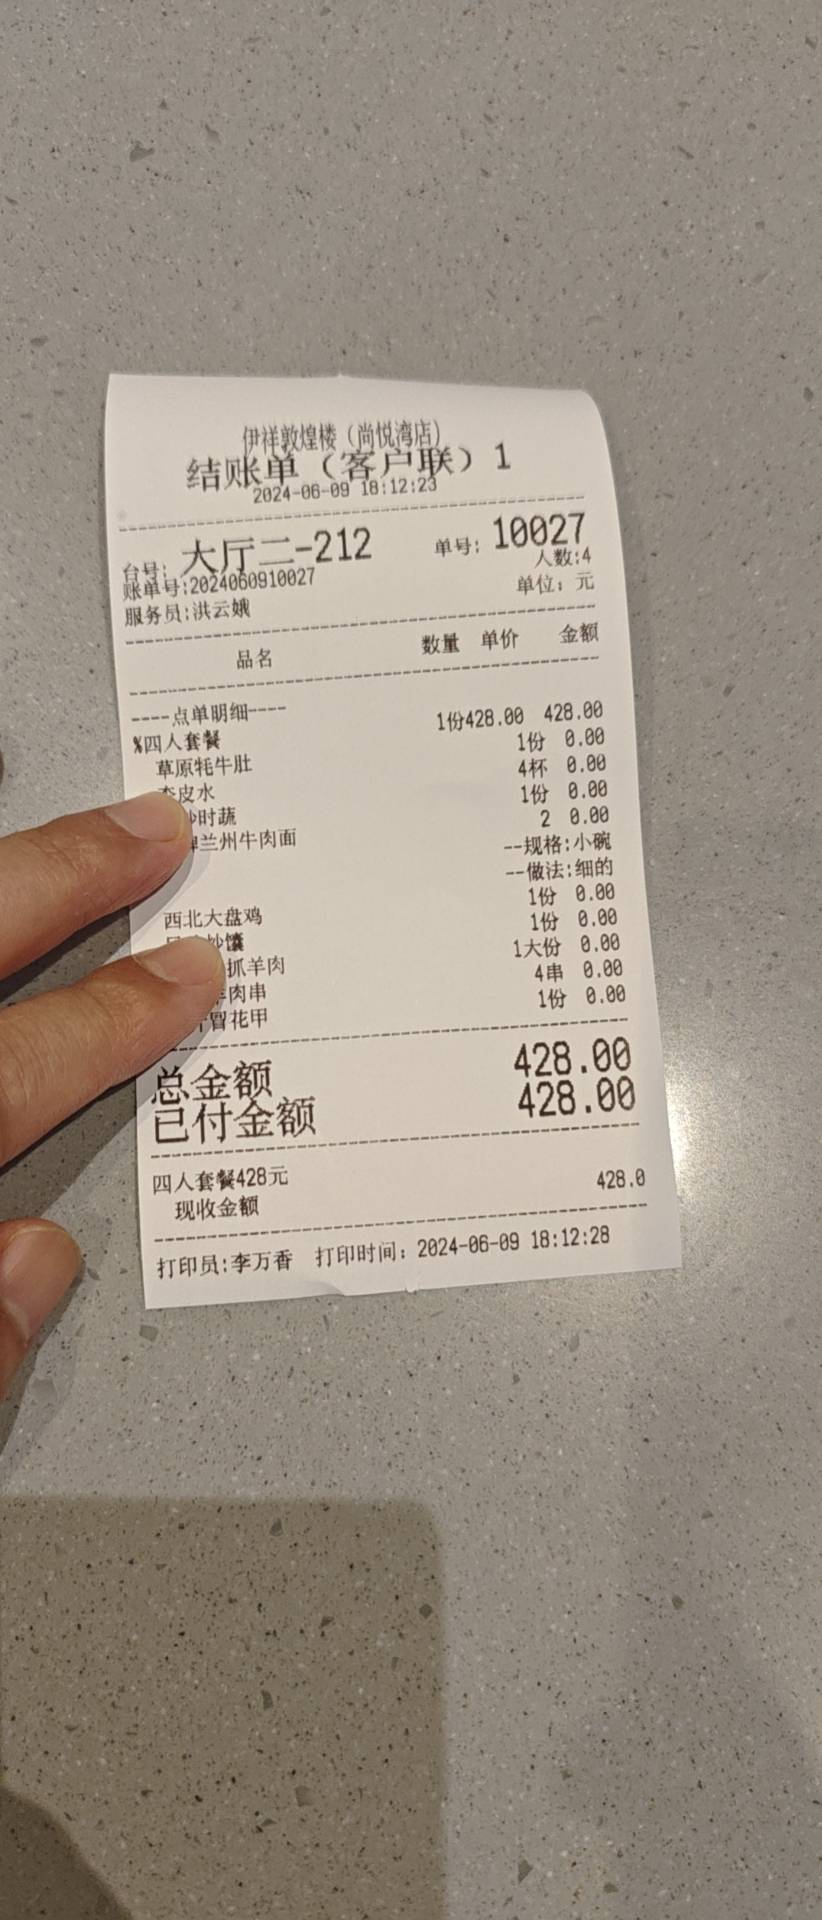 伊祥敦煌楼（尚悦湾店）
结账单（客户联）1
2024-06-09 18:12:23
台号: 大厅二-212 单号: 10027
人数:4
账单号:2024060910027
单位：元
服务员:洪云娥
品名 数量 单价 金额
----点单明细----
%四人套餐 1份428.00 428.00
草原牦牛肚 1份 0.00
杏皮水 4杯 0.00
时蔬 1份 0.00
兰州牛肉面 2 0.00
--规格:小碗
--做法:细的
西北大盘鸡 1份 0.00
炒馕 1份 0.00
抓羊肉 1大份 0.00
羊肉串 4串 0.00
冒花甲 1份 0.00
总金额 428.00
已付金额 428.00
四人套餐428元 428.0
现收金额
打印员:李万香 打印时间：2024-06-09 18:12:28